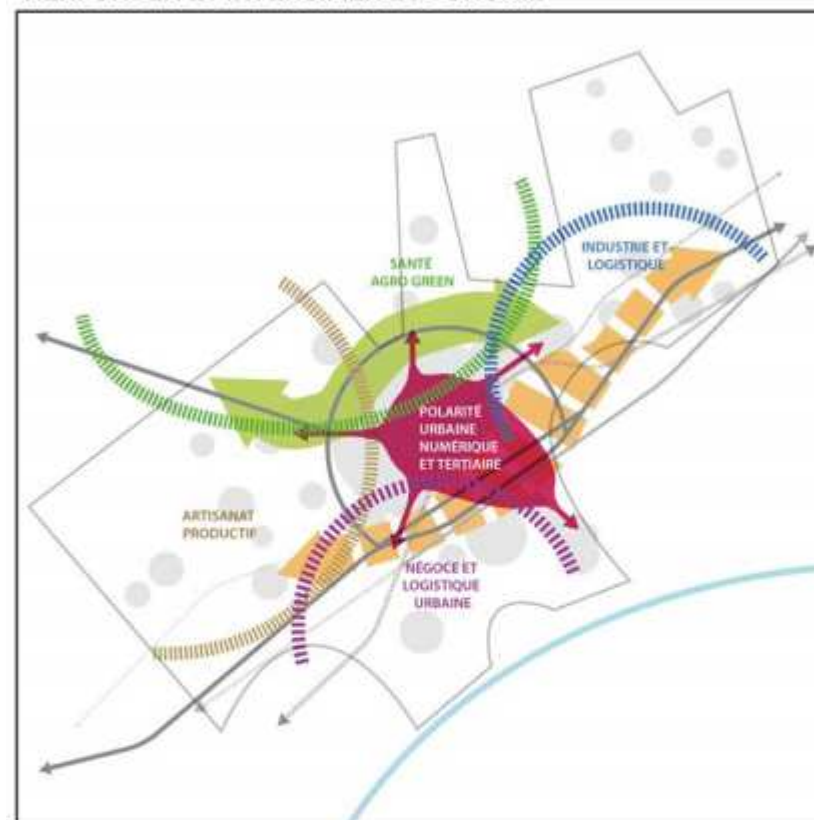 SANTÉ
AGRO GREEN
INDUSTRIE ET
LOGISTIQUE
POLARITÉ
URBAINE
NUMÉRIQUE
ET TERTIAIRE
ARTISANAT
PRODUCTIF
NÉGOCE ET
LOGISTIQUE
URBAINE